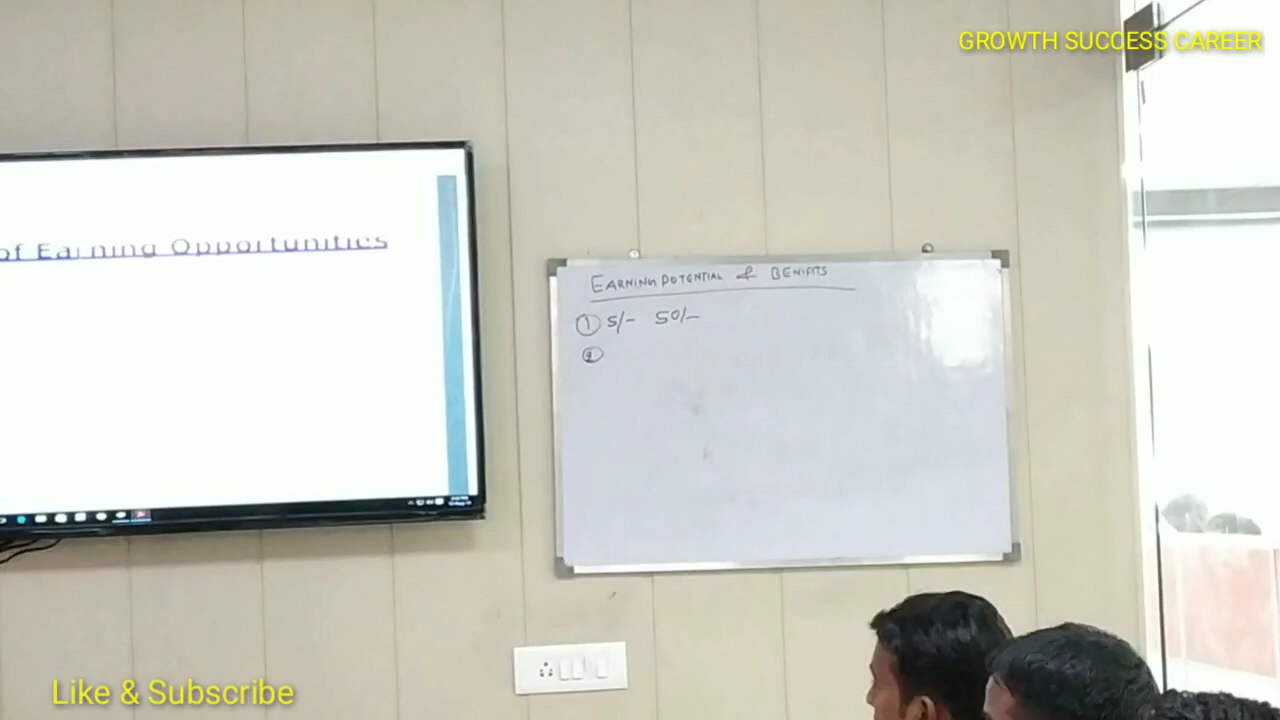 GROWTH SUCCESS CAREER
of Earning Opportunities
EARNING POTENTIAL & BENIFITS
① 5/- 50/-
②
Like & Subscribe